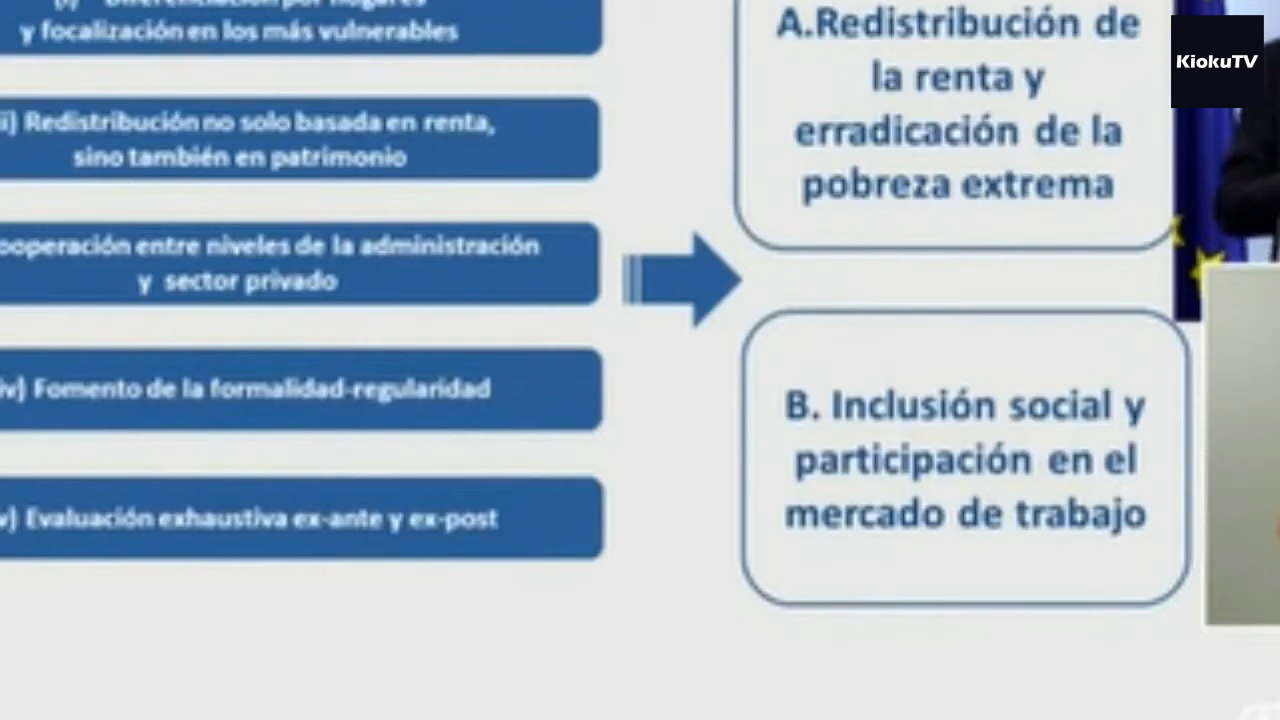 y focalización en los más vulnerables
ii) Redistribución no solo basada en renta,
sino también en patrimonio
entre niveles de la administración
y sector privado
iv) Fomento de la formalidad-regularidad
v) Evaluación exhaustiva ex-ante y ex-post
A.Redistribución de
la renta y
erradicación de la
pobreza extrema
B. Inclusión social y
participación en el
mercado de trabajo
KiokuTV